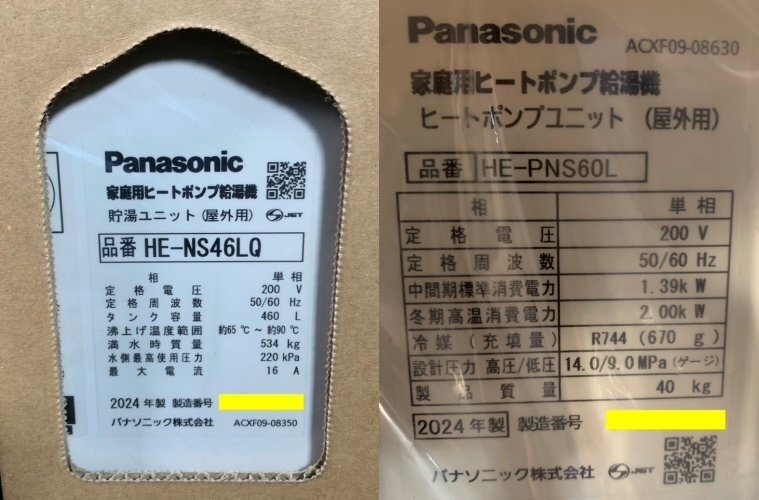 Panasonic
家庭用ヒートポンプ給湯機
貯湯ユニット(屋外用) JET
品番 HE-NS46LQ
相 単相
定格電圧 200 V
定格周波数 50/60 Hz
タンク容量 460 L
沸上げ温度範囲 約65℃~約90℃
満水時質量 534 kg
水側最高使用圧力 220 kPa
最大電流 16 A
2024年製 製造番号
パナソニック株式会社 ACXF09-08350
Panasonic ACXF09-08630
家庭用ヒートポンプ給湯機
ヒートポンプユニット (屋外用)
品番 HE-PNS60L
相 単相
定格電圧 200 V
定格周波数 50/60 Hz
中間期標準消費電力 1.39k W
冬期高温消費電力 2.00k W
冷媒(充填量) R744 (670 g)
設計圧力 高圧/低圧 14.0/9.0 MPa(ゲージ)
製品質量 40 kg
2024年製 製造番号
パナソニック株式会社 JET